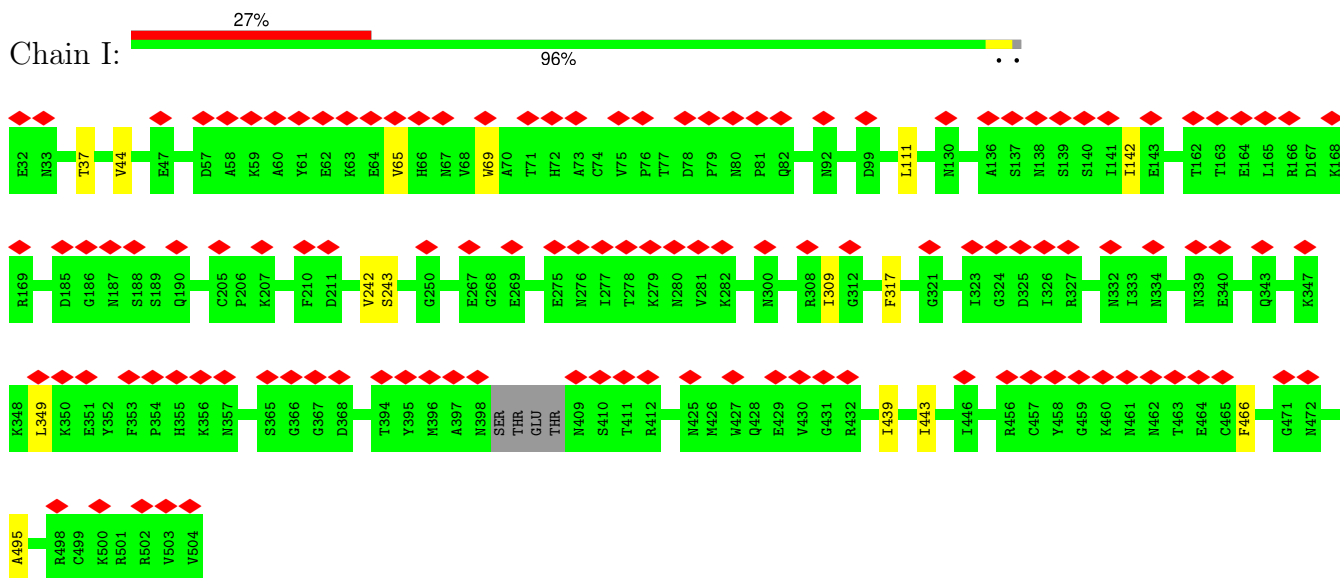 27%
Chain I:
96%
. .
E32 N33 T37 V44 E47 D57 A58 K59 A60 Y61 E62 K63 E64 V65 H66 N67 V68 W69 A70 T71 H72 A73 C74 V75 P76 T77 D78 P79 N80 P81 Q82 N92 D99 L111 N130 A136 S137 N138 S139 S140 I141 I142 E143 T162 T163 E164 L165 R166 D167 K168
R169 D185 G186 N187 S188 S189 Q190 C205 P206 K207 F210 D211 V242 S243 G250 E267 G268 E269 E275 N276 I277 T278 K279 N280 V281 K282 N300 R308 I309 G312 F317 G321 I323 G324 D325 I326 R327 N332 I333 N334 N339 E340 Q343 K347
K348 L349 K350 E351 Y352 F353 P354 H355 K356 N357 S365 G366 G367 D368 T394 Y395 M396 A397 N398 SER THR GLU THR N409 S410 T411 R412 N425 M426 W427 Q428 E429 V430 G431 R432 I439 I443 I446 R456 C457 Y458 G459 K460 N461 N462 T463 E464 C465 F466 G471 N472
A495 R498 C499 K500 R501 R502 V503 V504